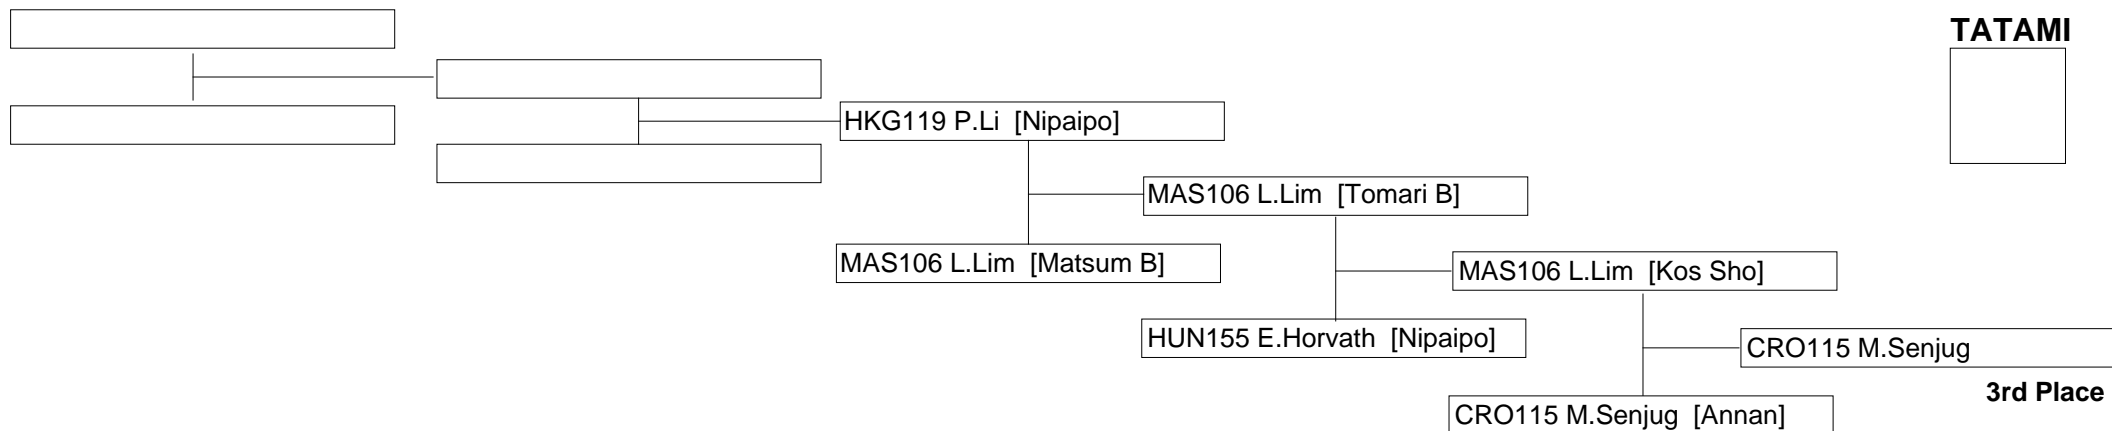 TATAMI
HKG119 P.Li [Nipaipo]
MAS106 L.Lim [Tomari B]
MAS106 L.Lim [Matsum B]
MAS106 L.Lim [Kos Sho]
HUN155 E.Horvath [Nipaipo]
CRO115 M.Senjug
3rd Place
CRO115 M.Senjug [Annan]